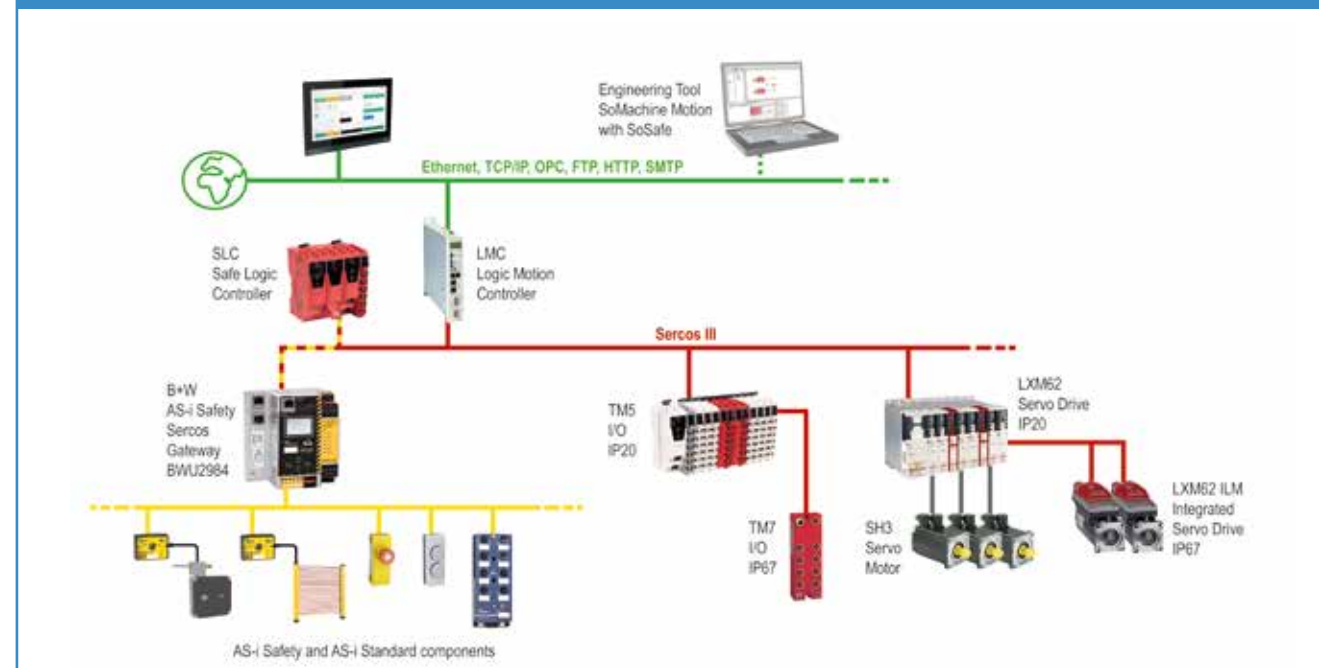 Engineering Tool
SoMachine Motion
with SoSafe
Ethernet, TCP/IP, OPC, FTP, HTTP, SMTP
SLC
Safe Logic
Controller
LMC
Logic Motion
Controller
Sercos III
B+W
AS-i Safety
Sercos
Gateway
BWU2984
TM5
I/O
IP20
LXM62
Servo Drive
IP20
TM7
I/O
IP67
SH3
Servo
Motor
LXM62 ILM
Integrated
Servo Drive
IP67
AS-i Safety and AS-i Standard components